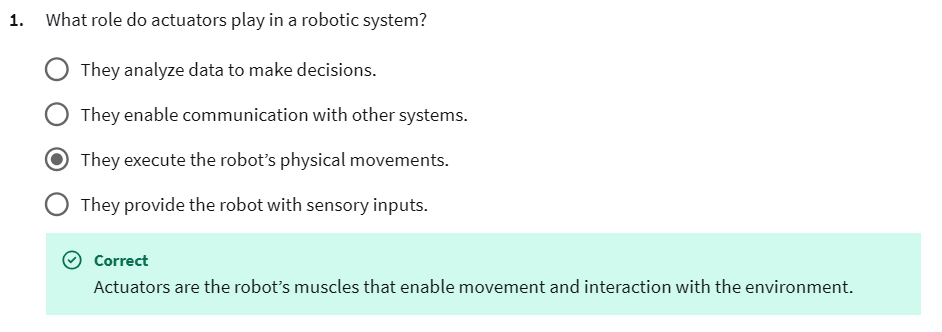 1. What role do actuators play in a robotic system?
They analyze data to make decisions.
They enable communication with other systems.
They execute the robot’s physical movements.
They provide the robot with sensory inputs.
Correct
Actuators are the robot’s muscles that enable movement and interaction with the environment.